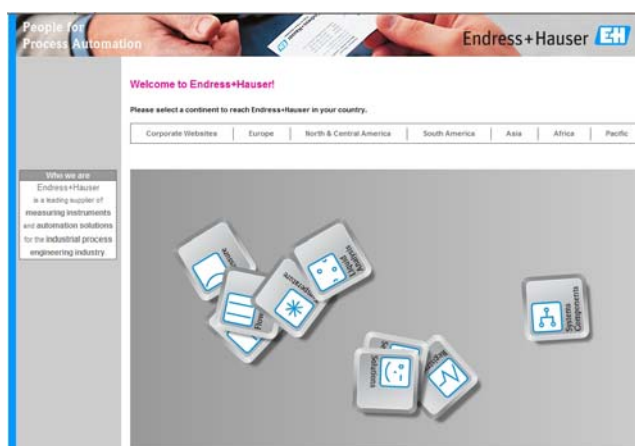 People for
Process Automation
Endress+Hauser EH
Welcome to Endress+Hauser!
Please select a continent to reach Endress+Hauser in your country.
Corporate Websites Europe North & Central America South America Asia Africa Pacific
Who we are
Endress+Hauser
is a leading supplier of
measuring instruments
and automation solutions
for the industrial process
engineering industry
Liquid
Analysis
Flow
Systems
Components
Solutions